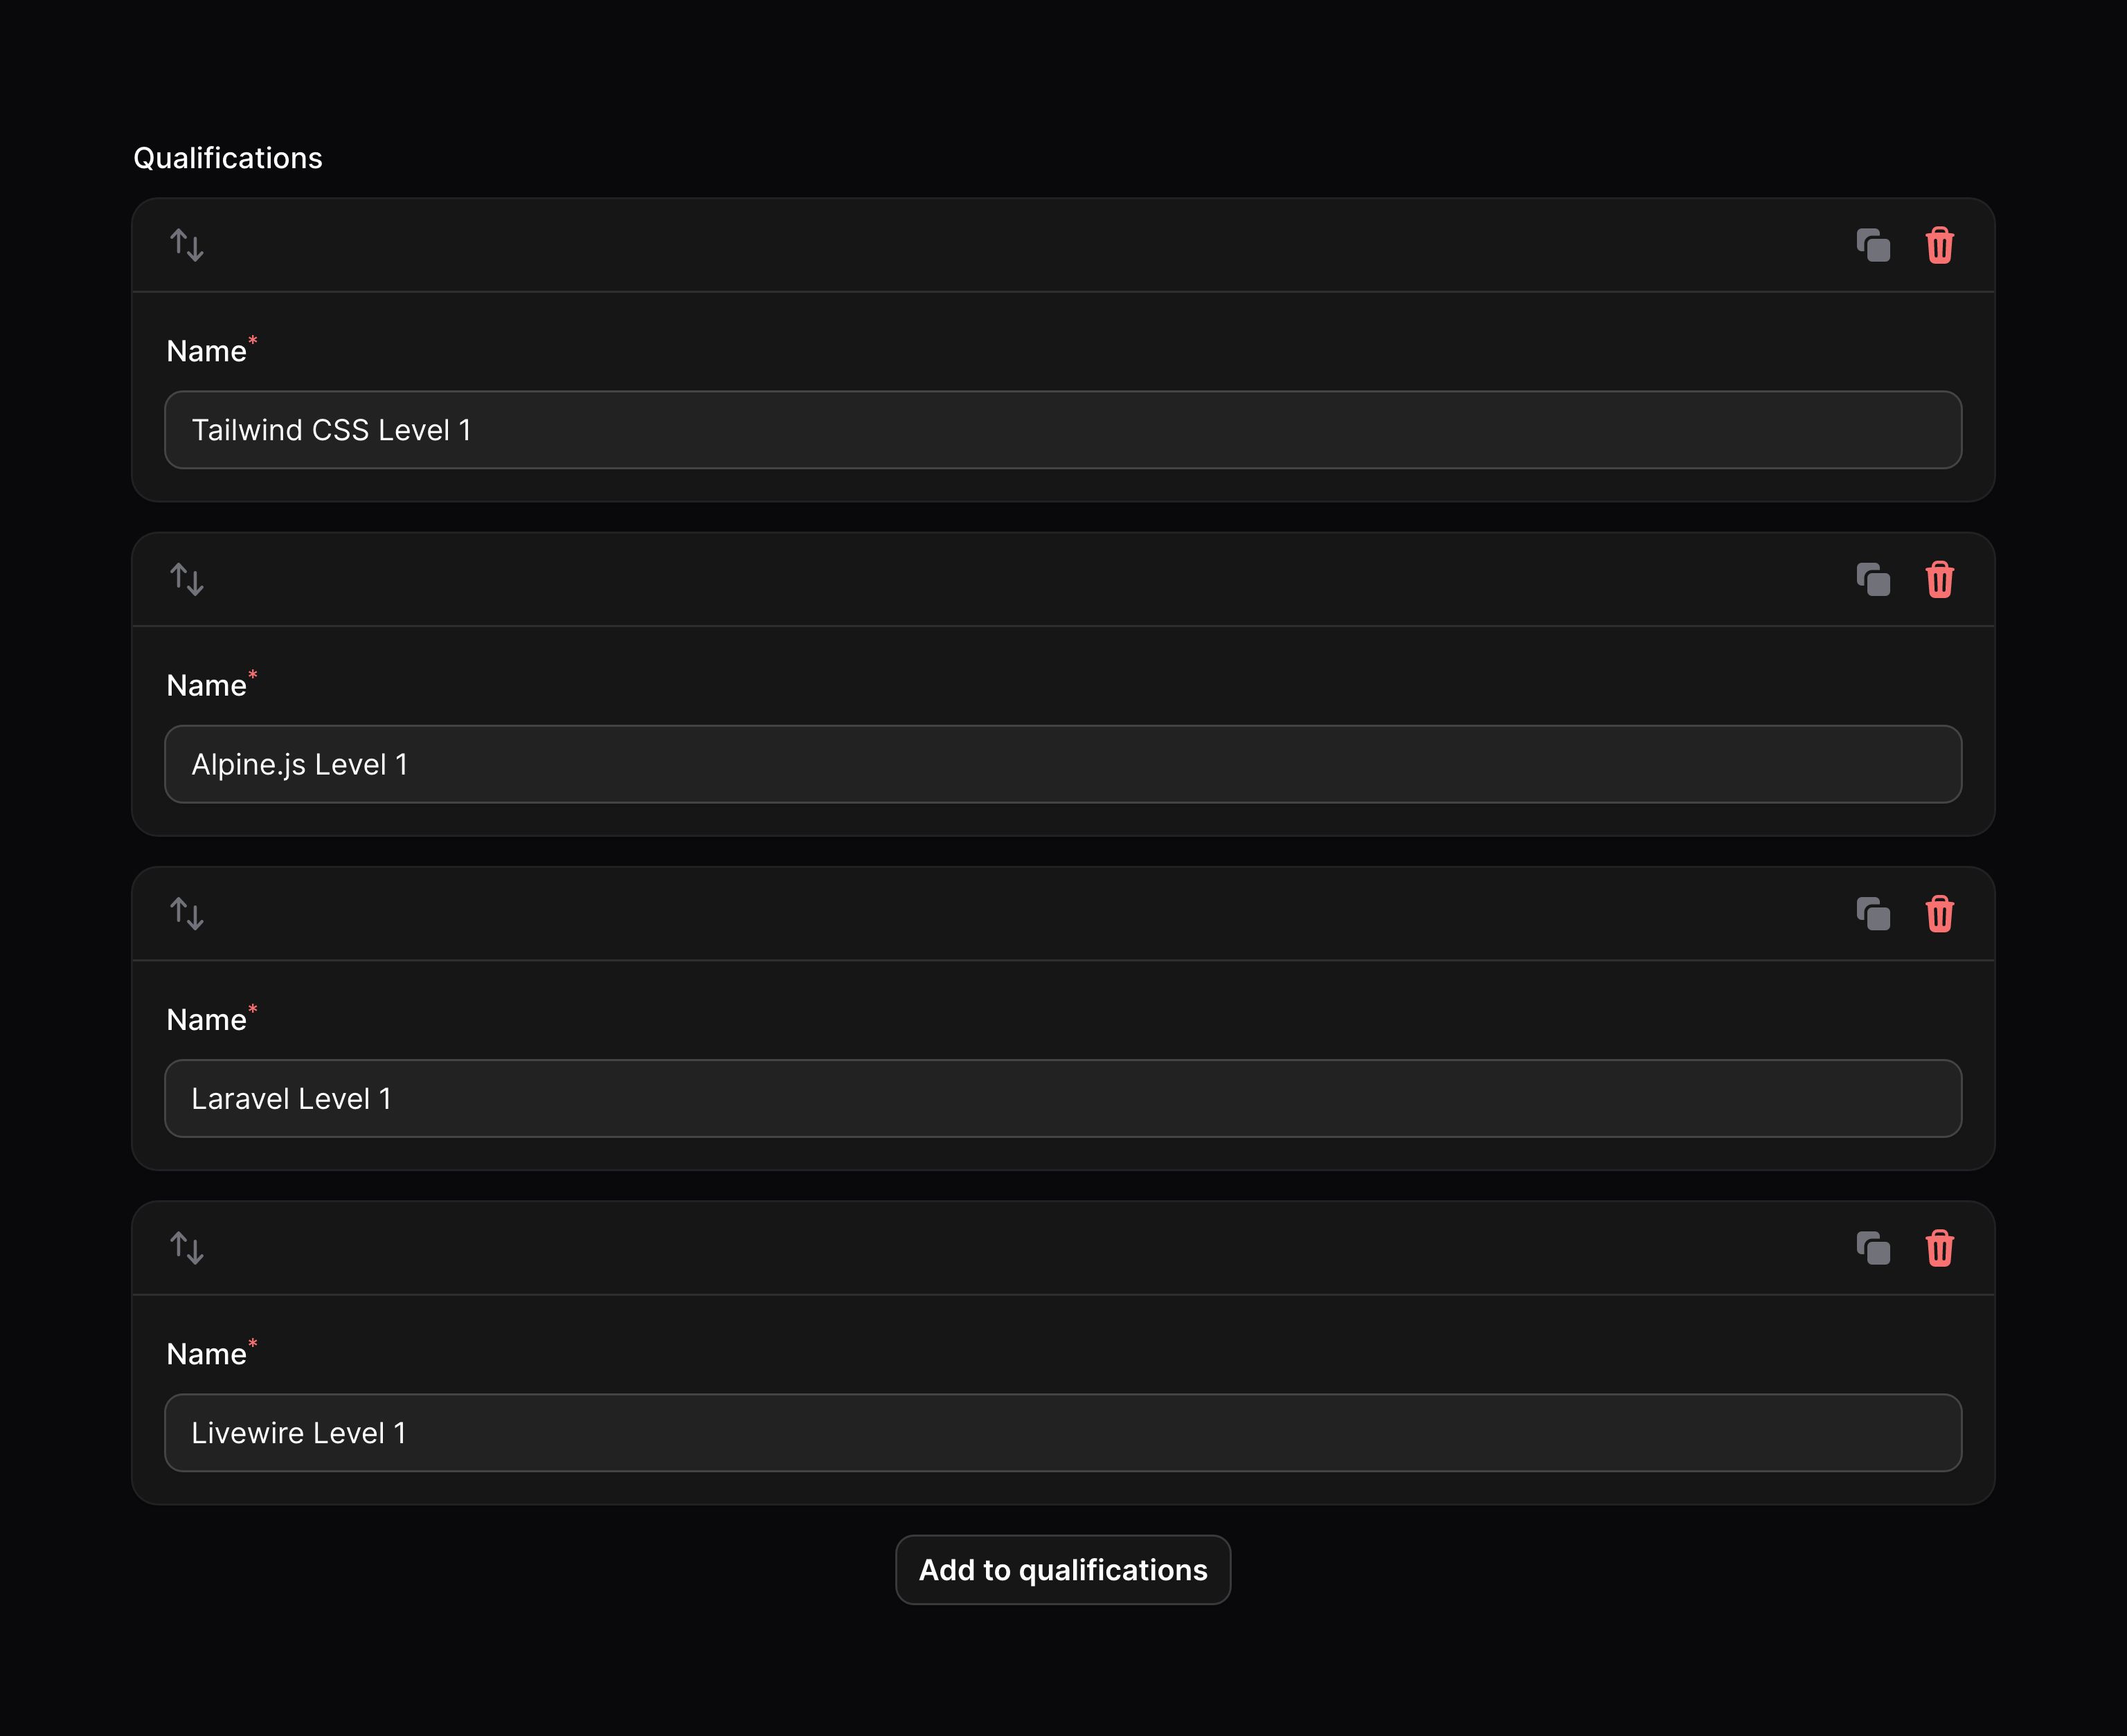 Qualifications
Name*
Tailwind CSS Level 1
Name*
Alpine.js Level 1
Name*
Laravel Level 1
Name*
Livewire Level 1
Add to qualifications